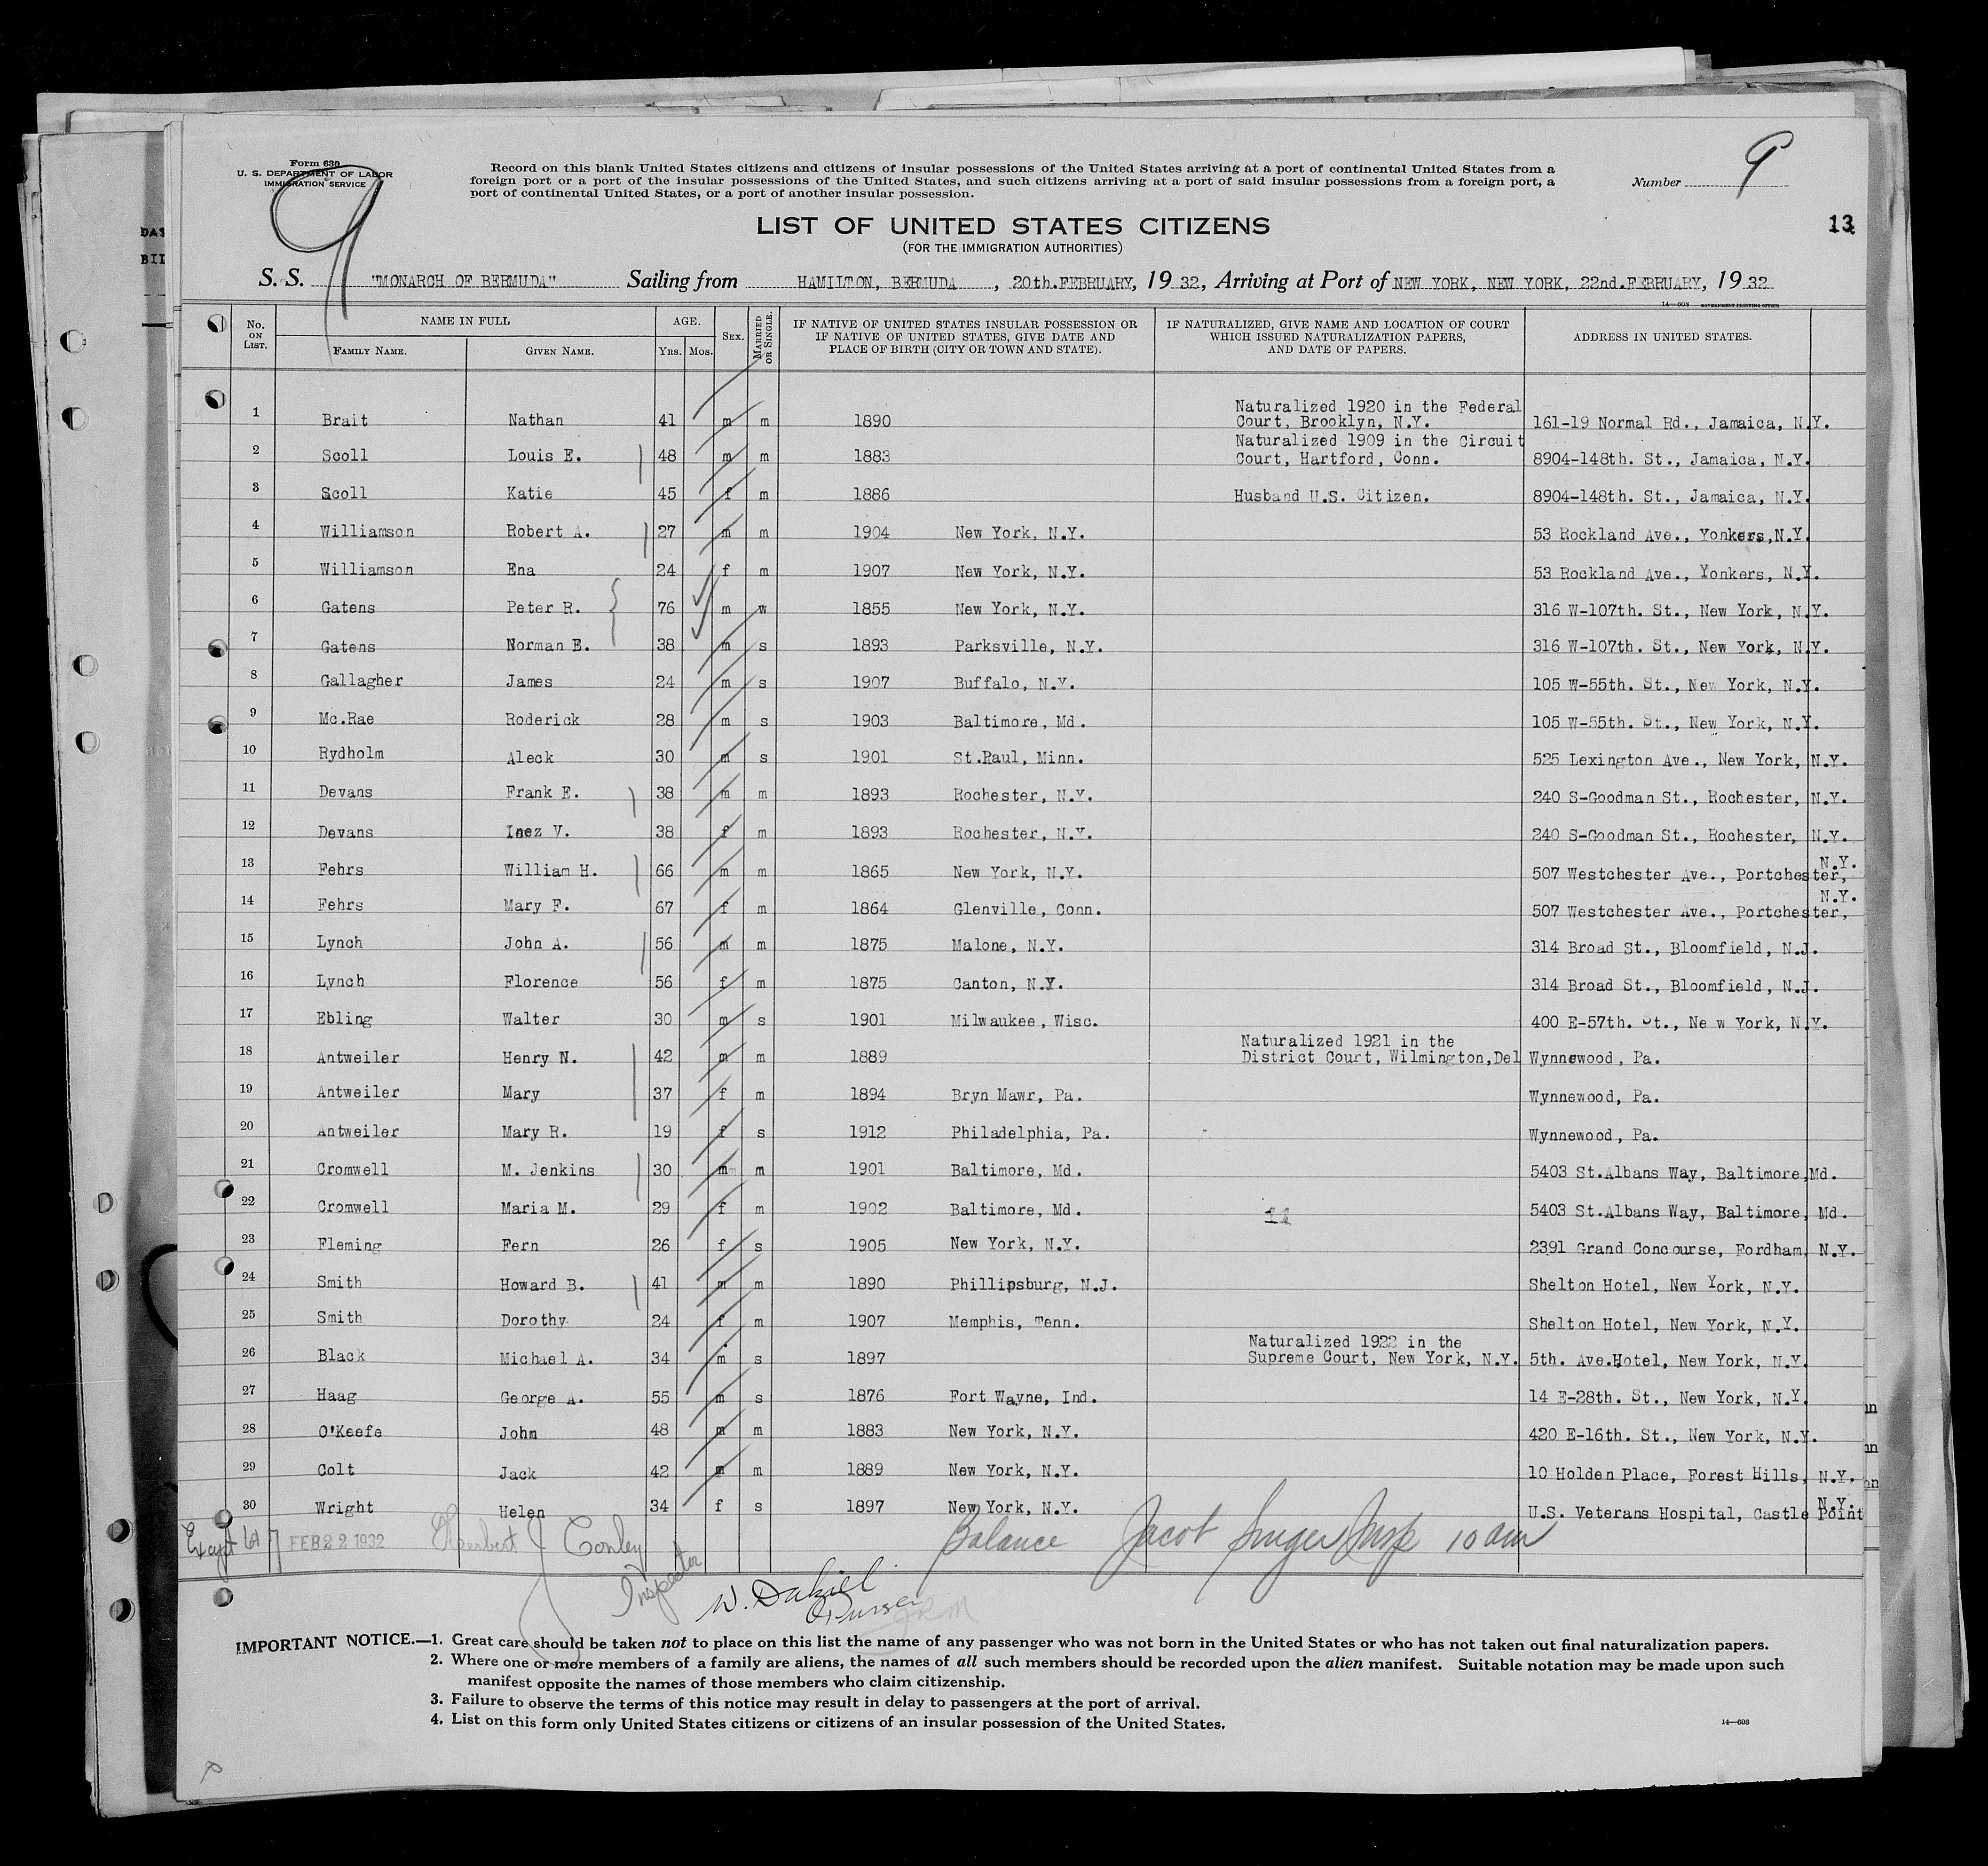 Form 630
U. S. DEPARTMENT OF LABOR
IMMIGRATION SERVICE
9
Record on this blank United States citizens and citizens of insular possessions of the United States arriving at a port of continental United States from a
foreign port or a port of the insular possessions of the United States, and such citizens arriving at a port of said insular possessions from a foreign port, a
port of continental United States, or a port of another insular possession.
Number 9
LIST OF UNITED STATES CITIZENS
13
(FOR THE IMMIGRATION AUTHORITIES)
S. S. "MONARCH OF BERMUDA" Sailing from HAMILTON, BERMUDA, 20th.FEBRUARY, 19 32, Arriving at Port of NEW YORK, NEW YORK, 22nd.FEBRUARY, 19 32
14—608 GOVERNMENT PRINTING OFFICE
No. ON LIST. NAME IN FULL FAMILY NAME. GIVEN NAME. AGE. YRS. MOS. SEX. MARRIED OR SINGLE. IF NATIVE OF UNITED STATES INSULAR POSSESSION OR IF NATIVE OF UNITED STATES, GIVE DATE AND PLACE OF BIRTH (CITY OR TOWN AND STATE). IF NATURALIZED, GIVE NAME AND LOCATION OF COURT WHICH ISSUED NATURALIZATION PAPERS, AND DATE OF PAPERS. ADDRESS IN UNITED STATES.
1 Brait Nathan 41 m m 1890 Naturalized 1920 in the Federal Court, Brooklyn, N.Y. 161-19 Normal Rd., Jamaica, N.Y.
2 Scoll Louis E. 48 m m 1883 Naturalized 1909 in the Circuit Court, Hartford, Conn. 8904-148th. St., Jamaica, N.Y.
3 Scoll Katie 45 f m 1886 Husband U.S. Citizen. 8904-148th. St., Jamaica, N.Y.
4 Williamson Robert A. 27 m m 1904 New York, N.Y. 53 Rockland Ave., Yonkers,N.Y.
5 Williamson Ena 24 f m 1907 New York, N.Y. 53 Rockland Ave., Yonkers, N.Y.
6 Gatens Peter R. 76 m w 1855 New York, N.Y. 316 W-107th. St., New York, N.Y.
7 Gatens Norman E. 38 m s 1893 Parksville, N.Y. 316 W-107th. St., New York, N.Y.
8 Gallagher James 24 m s 1907 Buffalo, N.Y. 105 W-55th. St., New York, N.Y.
9 Mc.Rae Roderick 28 m s 1903 Baltimore, Md. 105 W-55th. St., New York, N.Y.
10 Rydholm Aleck 30 m s 1901 St.Paul, Minn. 525 Lexington Ave., New York, N.Y.
11 Devans Frank E. 38 m m 1893 Rochester, N.Y. 240 S-Goodman St., Rochester, N.Y.
12 Devans Inez V. 38 f m 1893 Rochester, N.Y. 240 S-Goodman St., Rochester, N.Y.
13 Fehrs William H. 66 m m 1865 New York, N.Y. 507 Westchester Ave., Portchester, N.Y.
14 Fehrs Mary F. 67 f m 1864 Glenville, Conn. 507 Westchester Ave., Portchester, N.Y.
15 Lynch John A. 56 m m 1875 Malone, N.Y. 314 Broad St., Bloomfield, N.J.
16 Lynch Florence 56 f m 1875 Canton, N.Y. 314 Broad St., Bloomfield, N.J.
17 Ebling Walter 30 m s 1901 Milwaukee, Wisc. 400 E-57th. St., Ne w York, N.Y.
18 Antweiler Henry N. 42 m m 1889 Naturalized 1921 in the District Court, Wilmington,Del Wynnewood, Pa.
19 Antweiler Mary 37 f m 1894 Bryn Mawr, Pa. Wynnewood, Pa.
20 Antweiler Mary R. 19 f s 1912 Philadelphia, Pa. Wynnewood, Pa.
21 Cromwell M. Jenkins 30 m m 1901 Baltimore, Md. 5403 St.Albans Way, Baltimore,Md.
22 Cromwell Maria M. 29 f m 1902 Baltimore, Md. 5403 St.Albans Way, Baltimore, Md.
23 Fleming Fern 26 f s 1905 New York, N.Y. 2391 Grand Concourse, Fordham, N.Y.
24 Smith Howard B. 41 m m 1890 Phillipsburg, N.J. Shelton Hotel, New York, N.Y.
25 Smith Dorothy 24 f m 1907 Memphis, Tenn. Shelton Hotel, New York, N.Y.
26 Black Michael A. 34 m s 1897 Naturalized 1922 in the Supreme Court, New York, N.Y. 5th. Ave.Hotel, New York, N.Y.
27 Haag George A. 55 m s 1876 Fort Wayne, Ind. 14 E-28th. St., New York, N.Y.
28 O'Keefe John 48 m m 1883 New York, N.Y. 420 E-16th. St., New York, N.Y.
29 Colt Jack 42 m m 1889 New York, N.Y. 10 Holden Place, Forest Hills, N.Y.
30 Wright Helen 34 f s 1897 New York, N.Y. U.S. Veterans Hospital, Castle Point N.Y.
FEB 22 1932 Herbert J Conley Inspector Balance Jacob Singer Insp 10 am
Purser
IMPORTANT NOTICE.—1. Great care should be taken not to place on this list the name of any passenger who was not born in the United States or who has not taken out final naturalization papers.
2. Where one or more members of a family are aliens, the names of all such members should be recorded upon the alien manifest. Suitable notation may be made upon such
manifest opposite the names of those members who claim citizenship.
3. Failure to observe the terms of this notice may result in delay to passengers at the port of arrival.
4. List on this form only United States citizens or citizens of an insular possession of the United States.
14—608